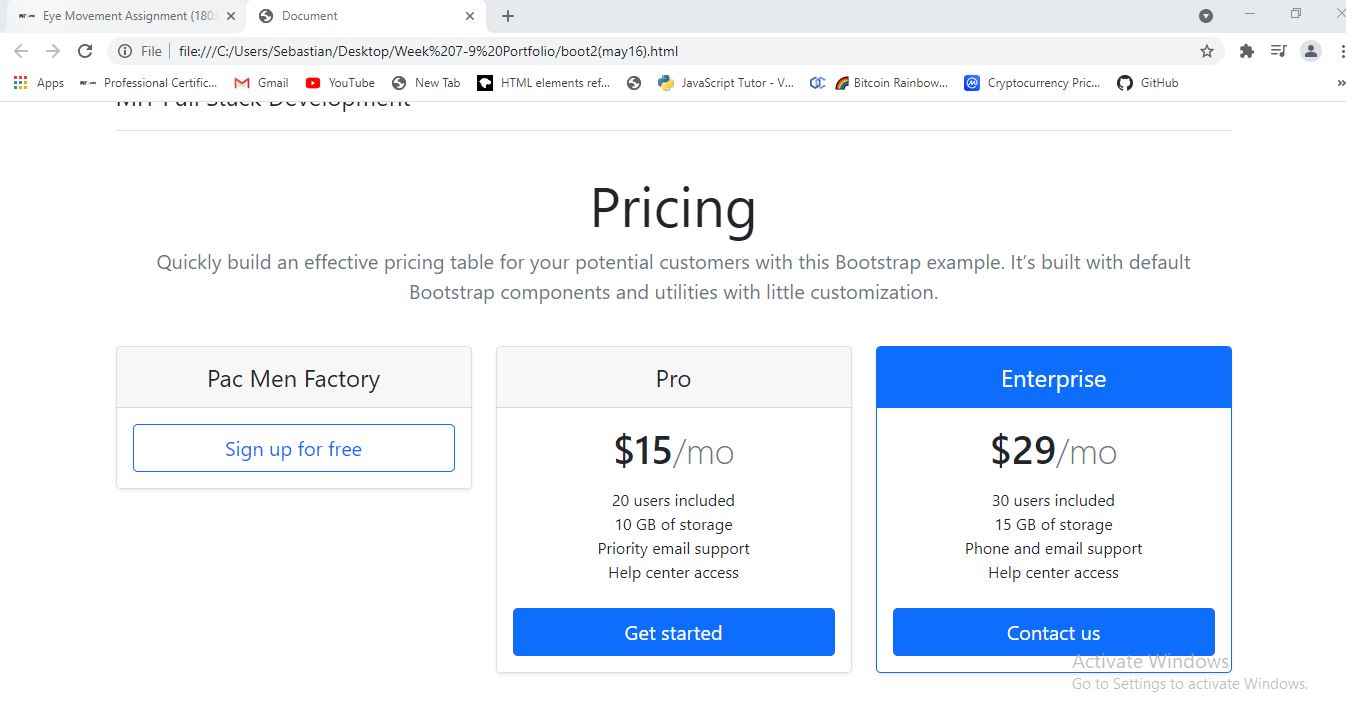 Eye Movement Assignment (180
Document
File
file:///C:/Users/Sebastian/Desktop/Week%207-9%20Portfolio/boot2(may16).html
Apps
Professional Certific...
Gmail
YouTube
New Tab
HTML elements ref...
JavaScript Tutor - V...
Bitcoin Rainbow...
Cryptocurrency Pric...
GitHub
MIT Full Stack Development
Pricing
Quickly build an effective pricing table for your potential customers with this Bootstrap example. It’s built with default
Bootstrap components and utilities with little customization.
Pac Men Factory
Sign up for free
Pro
$15/mo
20 users included
10 GB of storage
Priority email support
Help center access
Get started
Enterprise
$29/mo
30 users included
15 GB of storage
Phone and email support
Help center access
Contact us
Activate Windows
Go to Settings to activate Windows.